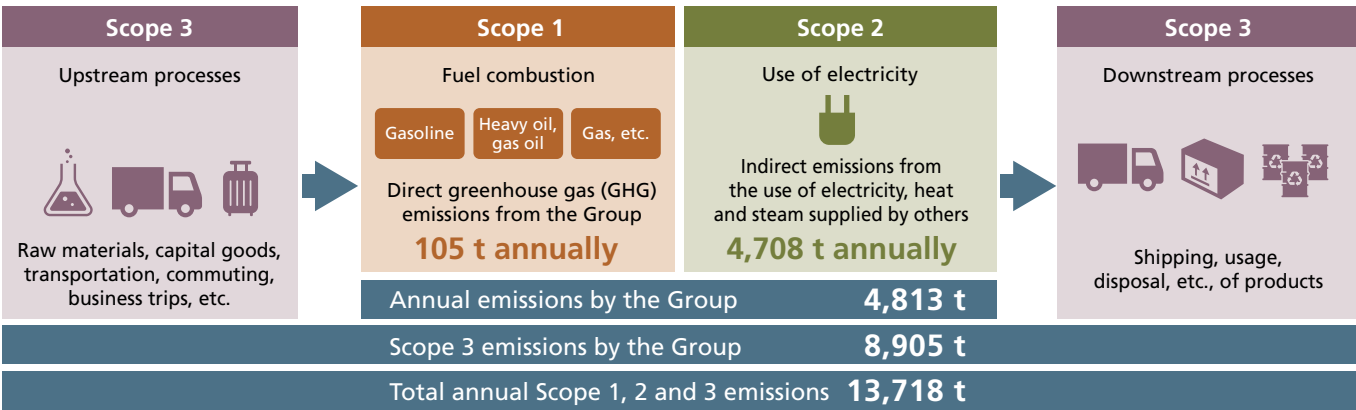 Scope 3
Upstream processes
Raw materials, capital goods,
transportation, commuting,
business trips, etc.
Scope 1
Fuel combustion
Gasoline
Heavy oil,
gas oil
Gas, etc.
Direct greenhouse gas (GHG)
emissions from the Group
105 t annually
Scope 2
Use of electricity
Indirect emissions from
the use of electricity, heat
and steam supplied by others
4,708 t annually
Scope 3
Downstream processes
Shipping, usage,
disposal, etc., of products
Annual emissions by the Group 4,813 t
Scope 3 emissions by the Group 8,905 t
Total annual Scope 1, 2 and 3 emissions 13,718 t